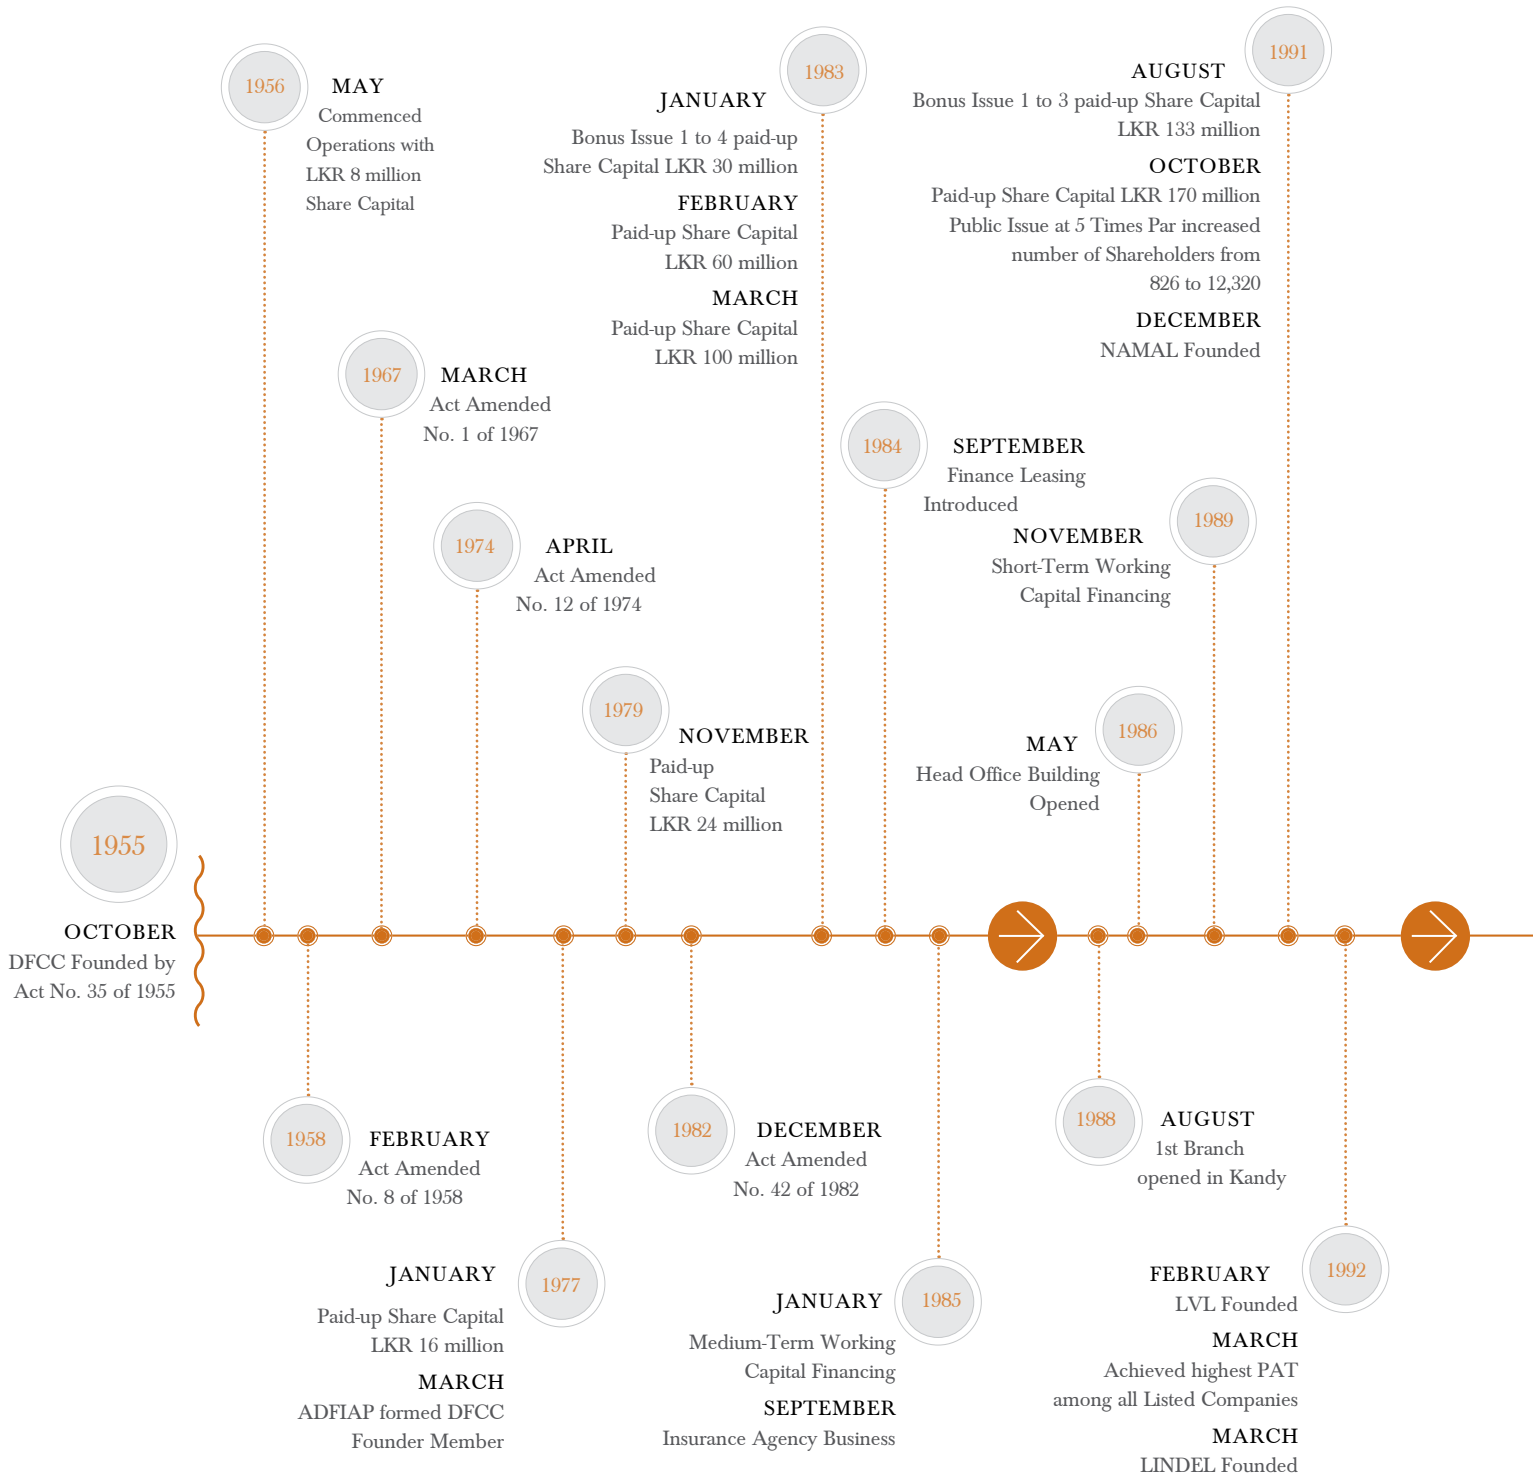 1955
OCTOBER
DFCC Founded by
Act No. 35 of 1955
1956
MAY
Commenced
Operations with
LKR 8 million
Share Capital
1958
FEBRUARY
Act Amended
No. 8 of 1958
1967
MARCH
Act Amended
No. 1 of 1967
1974
APRIL
Act Amended
No. 12 of 1974
1977
JANUARY
Paid-up Share Capital
LKR 16 million
MARCH
ADFIAP formed DFCC
Founder Member
1979
NOVEMBER
Paid-up
Share Capital
LKR 24 million
1982
DECEMBER
Act Amended
No. 42 of 1982
1983
JANUARY
Bonus Issue 1 to 4 paid-up
Share Capital LKR 30 million
FEBRUARY
Paid-up Share Capital
LKR 60 million
MARCH
Paid-up Share Capital
LKR 100 million
1984
SEPTEMBER
Finance Leasing
Introduced
1985
JANUARY
Medium-Term Working
Capital Financing
SEPTEMBER
Insurance Agency Business
1986
MAY
Head Office Building
Opened
1988
AUGUST
1st Branch
opened in Kandy
1989
NOVEMBER
Short-Term Working
Capital Financing
1991
AUGUST
Bonus Issue 1 to 3 paid-up Share Capital
LKR 133 million
OCTOBER
Paid-up Share Capital LKR 170 million
Public Issue at 5 Times Par increased
number of Shareholders from
826 to 12,320
DECEMBER
NAMAL Founded
1992
FEBRUARY
LVL Founded
MARCH
Achieved highest PAT
among all Listed Companies
MARCH
LINDEL Founded